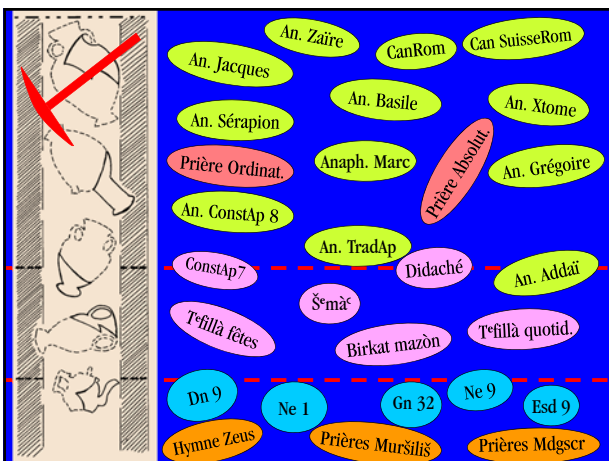 An. Zaïre
CanRom
Can SuisseRom
An. Jacques
An. Basile
An. Xtome
An. Sérapion
Prière Ordinat.
Anaph. Marc
Prière Absolut.
An. Grégoire
An. ConstAp 8
An. TradAp
ConstAp7
Didaché
An. Addaï
Šᵉmàᶜ
Tᵉfillà fêtes
Birkat mazòn
Tᵉfillà quotid.
Dn 9
Ne 1
Gn 32
Ne 9
Esd 9
Hymne Zeus
Prières Muršiliš
Prières Mdgscr